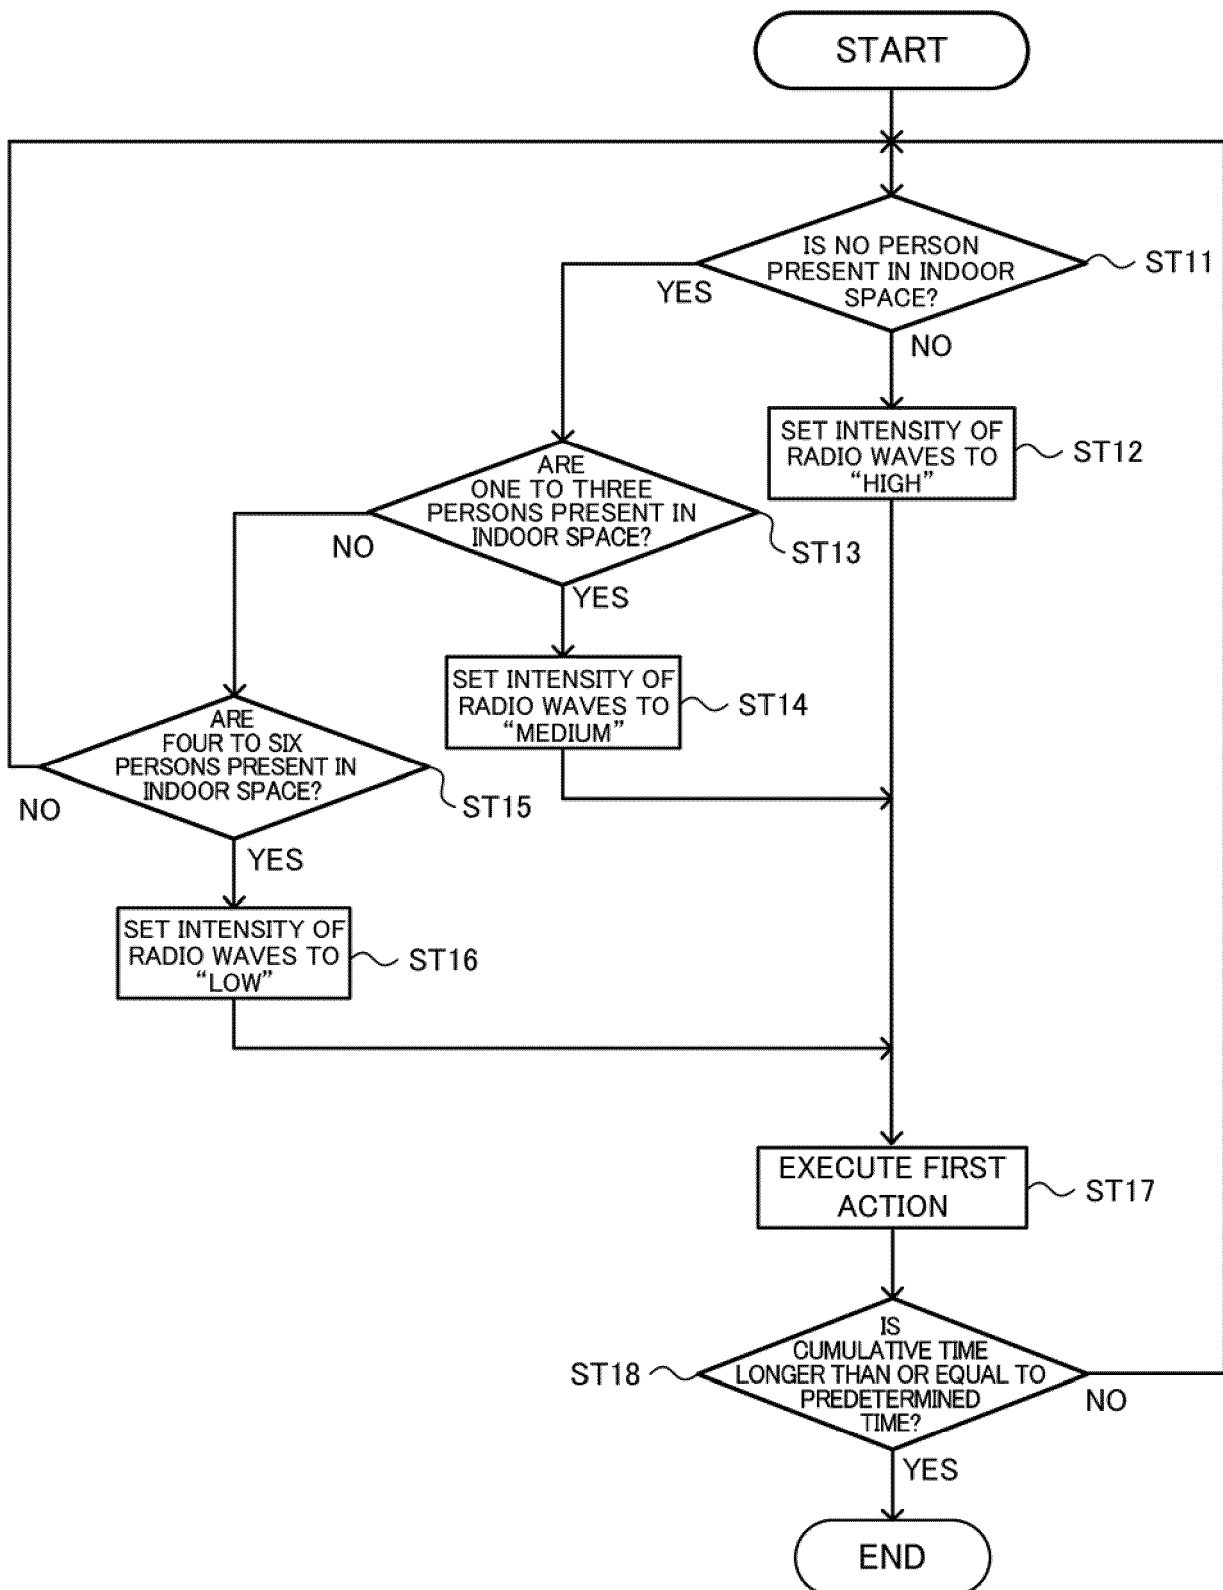 START
IS NO PERSON
PRESENT IN INDOOR
SPACE?
ST11
YES
NO
SET INTENSITY OF
RADIO WAVES TO
“HIGH”
ST12
ARE
ONE TO THREE
PERSONS PRESENT IN
INDOOR SPACE?
ST13
NO
YES
SET INTENSITY OF
RADIO WAVES TO
“MEDIUM”
ST14
ARE
FOUR TO SIX
PERSONS PRESENT IN
INDOOR SPACE?
ST15
NO
YES
SET INTENSITY OF
RADIO WAVES TO
“LOW”
ST16
EXECUTE FIRST
ACTION
ST17
IS
CUMULATIVE TIME
LONGER THAN OR EQUAL TO
PREDETERMINED
TIME?
ST18
NO
YES
END